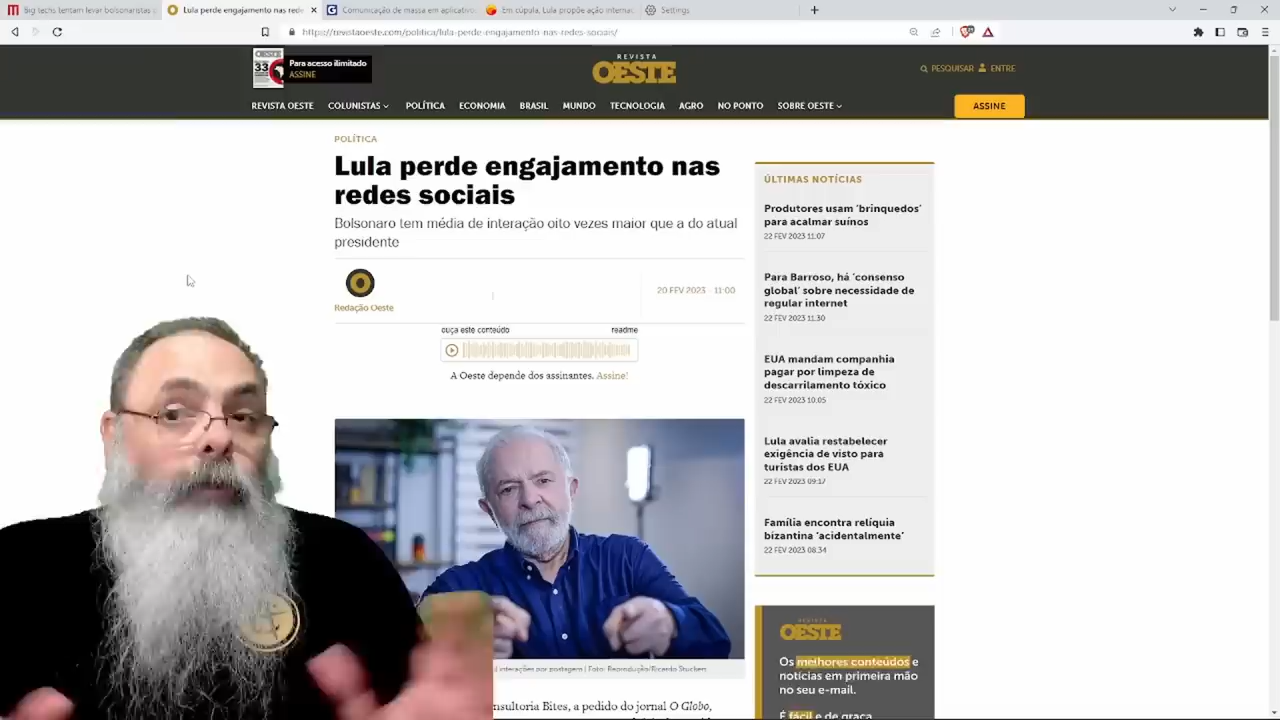 Big techs tentam levar bolsonaristas
Lula perde engajamento nas rede
Comunicação de massa em aplicativo
Em cúpula, Lula propõe ação interna
Settings
https://revistaoeste.com/politica/lula-perde-engajamento-nas-redes-sociais/
OESTE
33
Para acesso ilimitado
ASSINE
REVISTA
OESTE
PESQUISAR
ENTRE
REVISTA OESTE
COLUNISTAS
POLÍTICA
ECONOMIA
BRASIL
MUNDO
TECNOLOGIA
AGRO
NO PONTO
SOBRE OESTE
ASSINE
POLÍTICA
Lula perde engajamento nas
redes sociais
Bolsonaro tem média de interação oito vezes maior que a do atual
presidente
Redação Oeste
20 FEV 2023 - 11:00
ouça este conteúdo
readme
A Oeste depende dos assinantes. Assine!
interações por postagem | Foto: Reprodução/Ricardo Stuckert
nsultoria Bites, a pedido do jornal O Globo,
ÚLTIMAS NOTÍCIAS
Produtores usam ‘brinquedos’
para acalmar suínos
22 FEV 2023 11:07
Para Barroso, há ‘consenso
global’ sobre necessidade de
regular internet
22 FEV 2023 11:30
EUA mandam companhia
pagar por limpeza de
descarrilamento tóxico
22 FEV 2023 10:05
Lula avalia restabelecer
exigência de visto para
turistas dos EUA
22 FEV 2023 09:17
Família encontra relíquia
bizantina ‘acidentalmente’
22 FEV 2023 08:34
REVISTA
OESTE
Os melhores conteúdos e
notícias em primeira mão
no seu e-mail.
É fácil e de graça